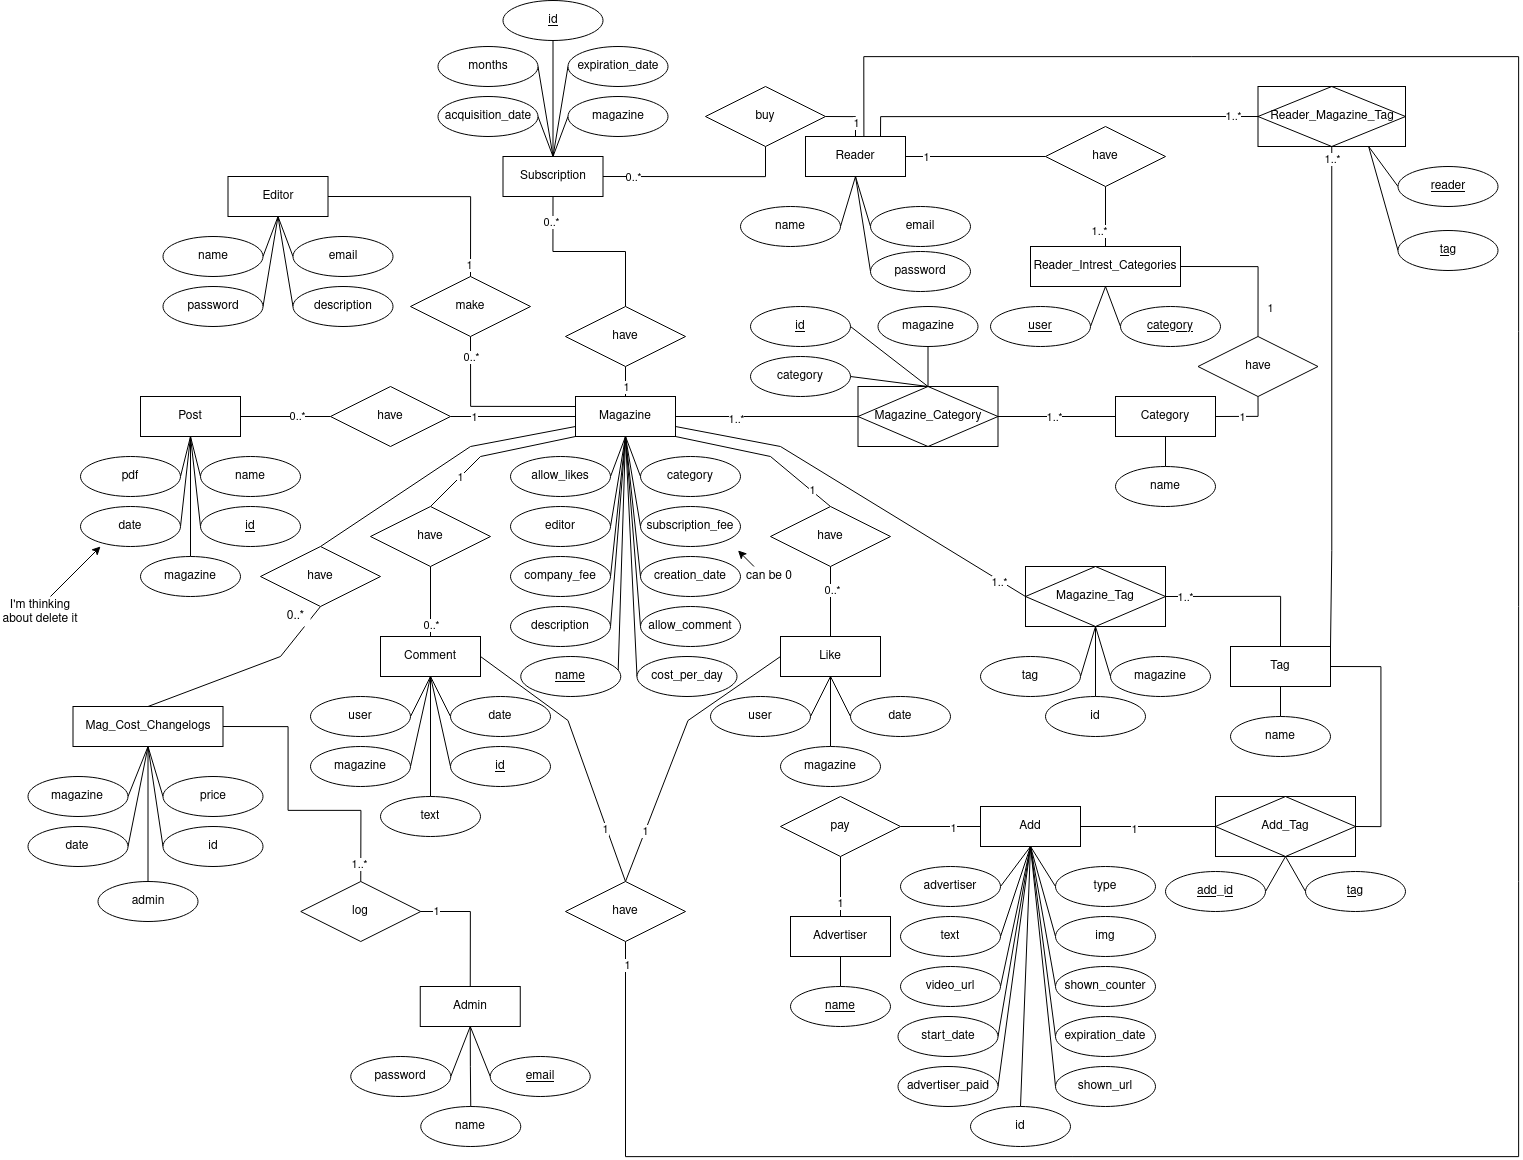 id
months
expiration_date
acquisition_date
magazine
buy
1
Reader_Magazine_Tag
1..*
Reader
1
have
1..*
Subscription
0..*
reader
Editor
0..*
name
email
1..*
tag
name
email
1
Reader_Intrest_Categories
password
password
description
make
1
id
magazine
user
category
have
0..*
have
category
1
Post
0..*
have
1
Magazine
1..*
Magazine_Category
1..*
Category
1
pdf
name
1
allow_likes
category
1
name
date
id
have
editor
subscription_fee
have
magazine
have
company_fee
creation_date
can be 0
1..*
Magazine_Tag
1..*
I'm thinking
about delete it
0..*
0..*
description
allow_comment
0..*
Comment
name
cost_per_day
Like
tag
magazine
Tag
Mag_Cost_Changelogs
user
date
user
date
id
name
magazine
id
magazine
magazine
price
text
date
id
1..*
1
1
pay
1
Add
1
Add_Tag
admin
log
1
have
1
advertiser
type
add_id
tag
Advertiser
text
img
1
Admin
name
video_url
shown_counter
start_date
expiration_date
password
email
advertiser_paid
shown_url
name
id